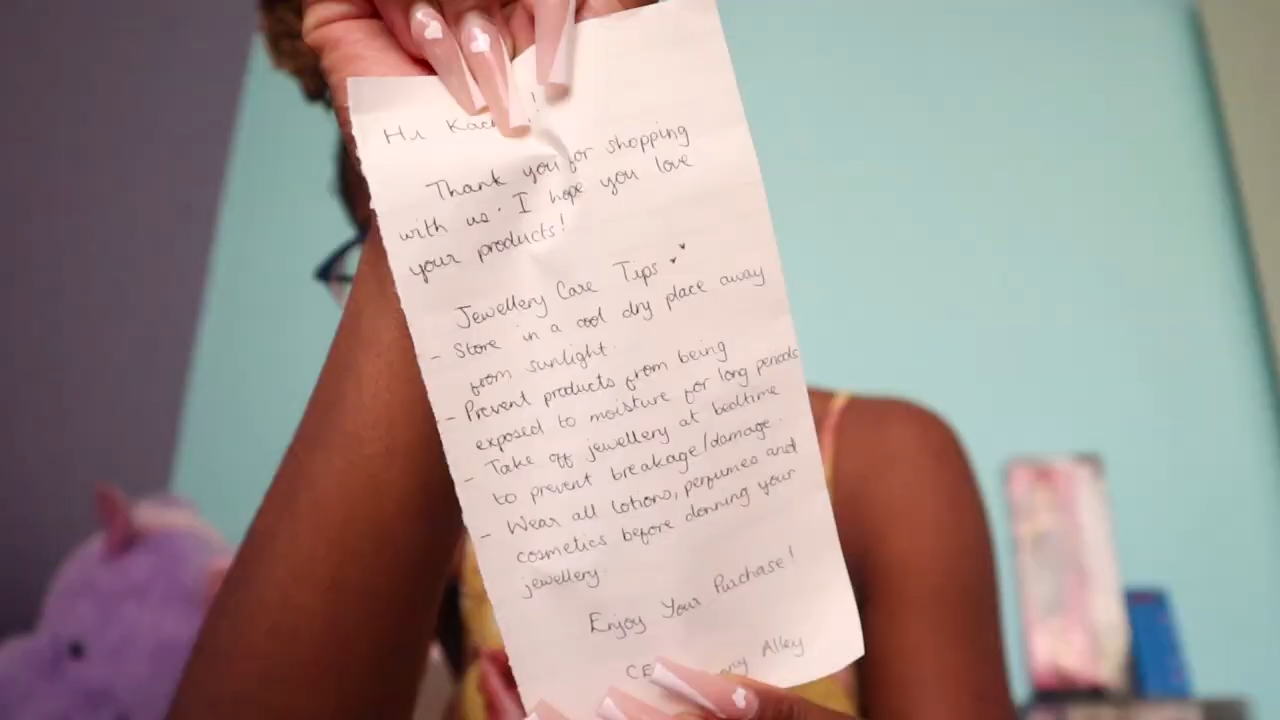 Hi
Thank you for shopping
with us. I hope you love
your products!
Jewellery Care Tips
- Store in a cool dry place away
from sunlight.
- Prevent products from being
exposed to moisture for long periods
- Take off jewellery at bedtime
to prevent breakage/damage.
- Wear all lotions, perfumes and
cosmetics before donning your
jewellery.
Enjoy Your Purchase!
Alley